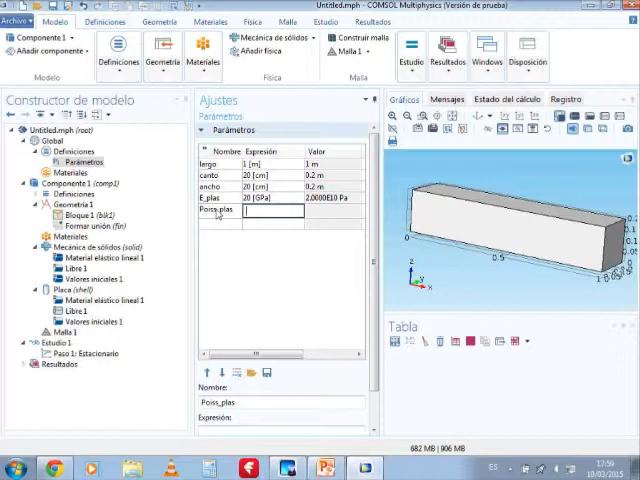 Untitled.mph - COMSOL Multiphysics (Versión de prueba)
Archivo
Modelo
Definiciones
Geometría
Materiales
Física
Malla
Estudio
Resultados
Componente 1
Añadir componente
Modelo
Definiciones
Geometría
Materiales
Mecánica de sólidos
Añadir física
Física
Construir malla
Malla 1
Malla
Estudio
Resultados
Windows
Disposición
Constructor de modelo
Untitled.mph (root)
Global
Definiciones
Parámetros
Materiales
Componente 1 (comp1)
Definiciones
Geometría 1
Bloque 1 (blk1)
Formar unión (fin)
Materiales
Mecánica de sólidos (solid)
Material elástico lineal 1
Libre 1
Valores iniciales 1
Placa (shell)
Material elástico lineal 1
Libre 1
Valores iniciales 1
Malla 1
Estudio 1
Paso 1: Estacionario
Resultados
Ajustes
Parámetros
Parámetros
Nombre Expresión Valor
largo 1 [m] 1 m
canto 20 [cm] 0.2 m
ancho 20 [cm] 0.2 m
E_plas 20 [GPa] 2.0000E10 Pa
Poiss_plas
Nombre:
Poiss_plas
Expresión:
Gráficos
Mensajes
Estado del cálculo
Registro
0
0.5
1
0
z
y
x
Tabla
682 MB | 906 MB
ES
17:59
10/03/2015